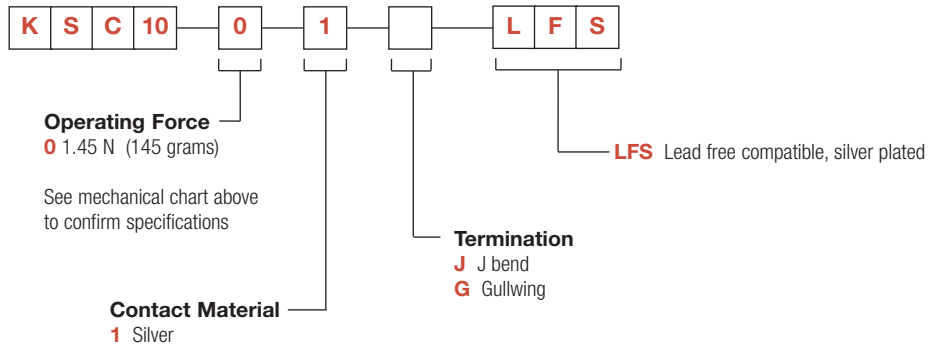 K S C 10 0 1 L F S
Operating Force
0 1.45 N (145 grams)
See mechanical chart above
to confirm specifications
LFS Lead free compatible, silver plated
Termination
J J bend
G Gullwing
Contact Material
1 Silver